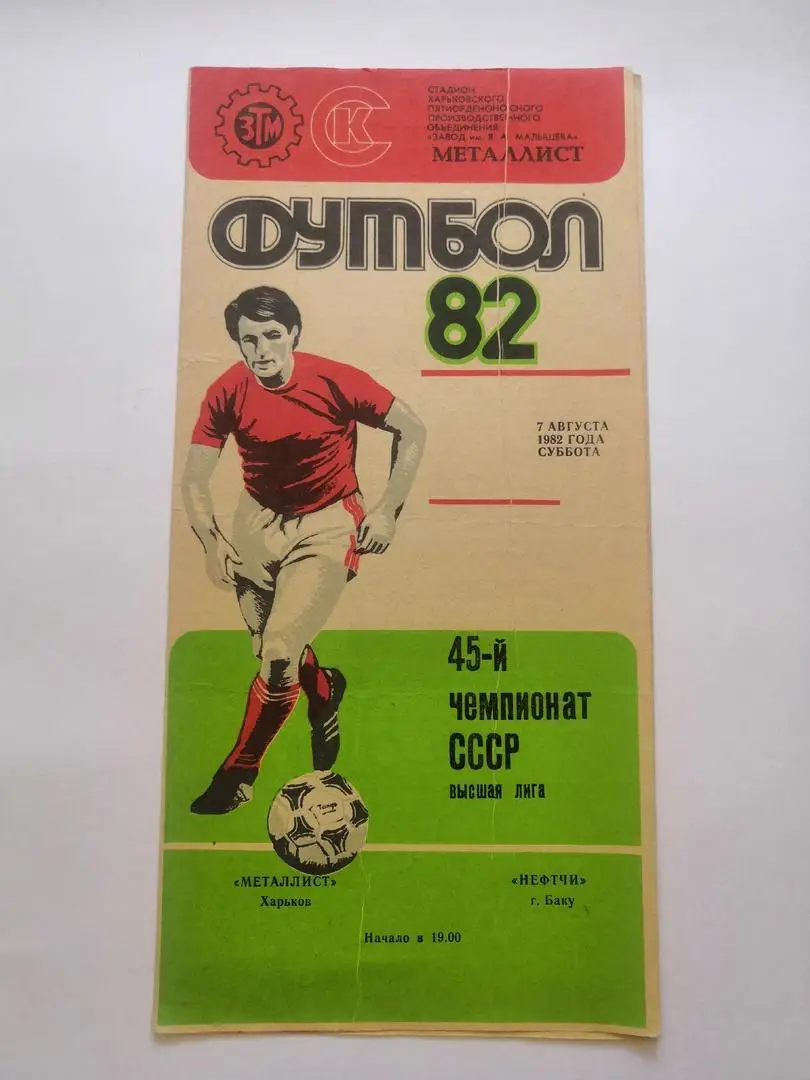 ЗТМ
СК
СТАДИОН
ХАРЬКОВСКОГО
ПЯТИОРДЕНОНОСНОГО
ПРОИЗВОДСТВЕННОГО
ОБЪЕДИНЕНИЯ
«ЗАВОД им. В. А. МАЛЫШЕВА»
МЕТАЛЛИСТ
ФУТБОЛ
82
7 АВГУСТА
1982 ГОДА
СУББОТА
45-й
чемпионат
СССР
высшая лига
Tango
«МЕТАЛЛИСТ»
Харьков
«НЕФТЧИ»
г. Баку
Начало в 19.00